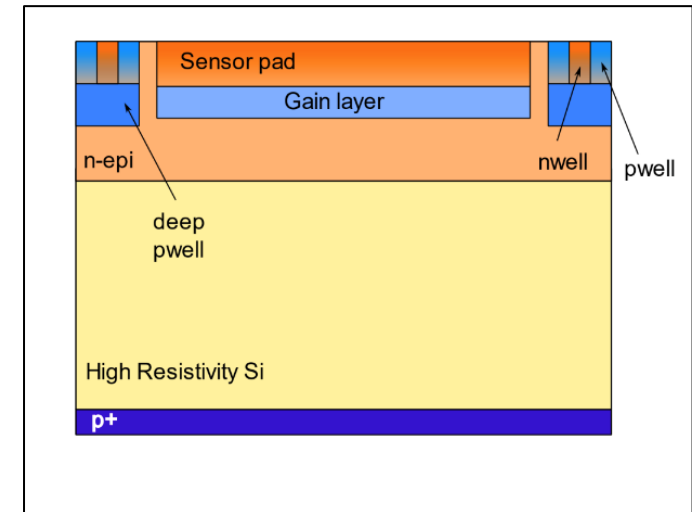 Sensor pad
Gain layer
n-epi
nwell
pwell
deep
pwell
High Resistivity Si
p+